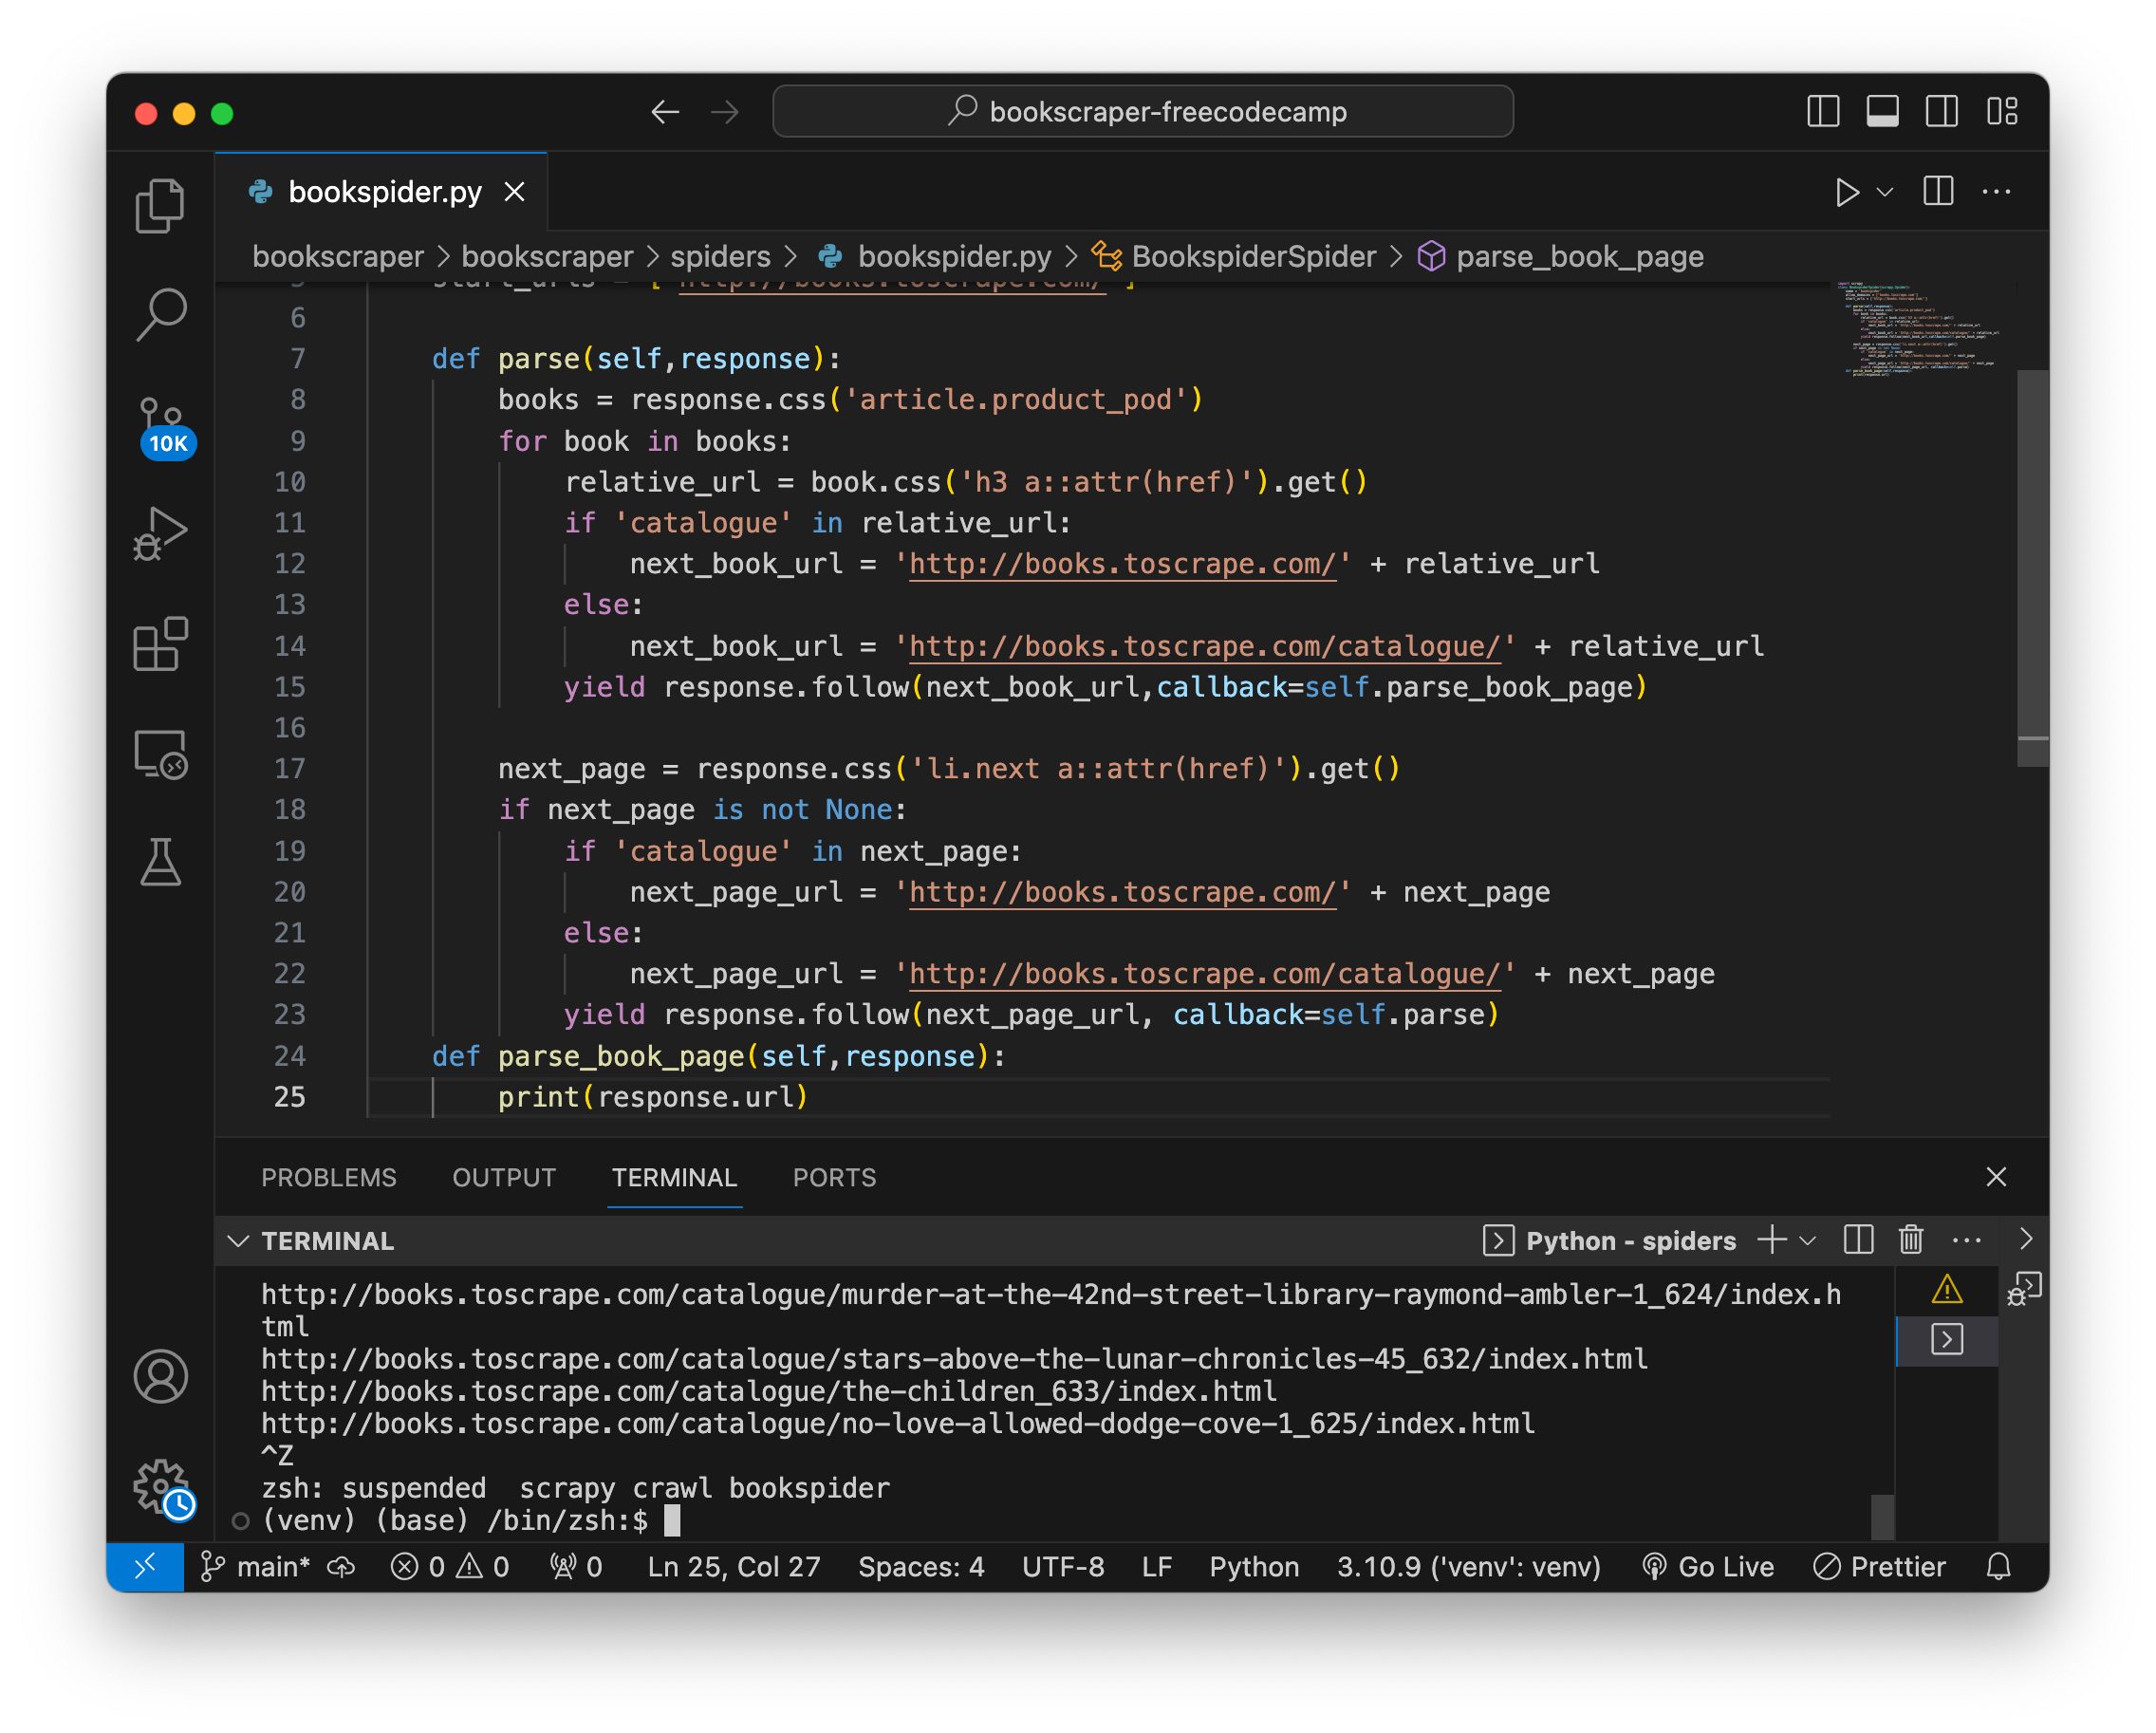 bookscraper-freecodecamp
bookspider.py
bookscraper > bookscraper > spiders > bookspider.py > BookspiderSpider > parse_book_page
10K
5 start_urls = ['http://books.toscrape.com/']
6
7 def parse(self,response):
8 books = response.css('article.product_pod')
9 for book in books:
10 relative_url = book.css('h3 a::attr(href)').get()
11 if 'catalogue' in relative_url:
12 next_book_url = 'http://books.toscrape.com/' + relative_url
13 else:
14 next_book_url = 'http://books.toscrape.com/catalogue/' + relative_url
15 yield response.follow(next_book_url,callback=self.parse_book_page)
16
17 next_page = response.css('li.next a::attr(href)').get()
18 if next_page is not None:
19 if 'catalogue' in next_page:
20 next_page_url = 'http://books.toscrape.com/' + next_page
21 else:
22 next_page_url = 'http://books.toscrape.com/catalogue/' + next_page
23 yield response.follow(next_page_url, callback=self.parse)
24 def parse_book_page(self,response):
25 print(response.url)
PROBLEMS OUTPUT TERMINAL PORTS
TERMINAL Python - spiders
http://books.toscrape.com/catalogue/murder-at-the-42nd-street-library-raymond-ambler-1_624/index.h
tml
http://books.toscrape.com/catalogue/stars-above-the-lunar-chronicles-45_632/index.html
http://books.toscrape.com/catalogue/the-children_633/index.html
http://books.toscrape.com/catalogue/no-love-allowed-dodge-cove-1_625/index.html
^Z
zsh: suspended  scrapy crawl bookspider
(venv) (base) /bin/zsh:$
main* 0 0 0 Ln 25, Col 27 Spaces: 4 UTF-8 LF Python 3.10.9 ('venv': venv) Go Live Prettier